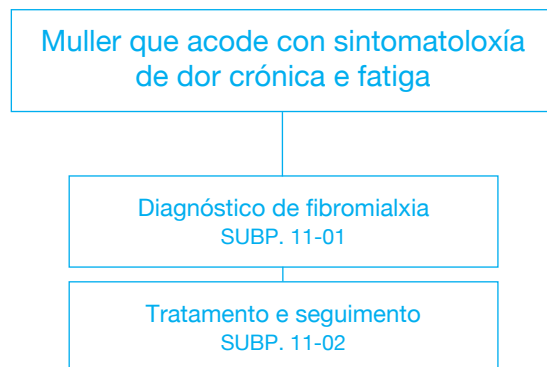 Muller que acode con sintomatoloxía
de dor crónica e fatiga
Diagnóstico de fibromialxia
SUBP. 11-01
Tratamento e seguimento
SUBP. 11-02